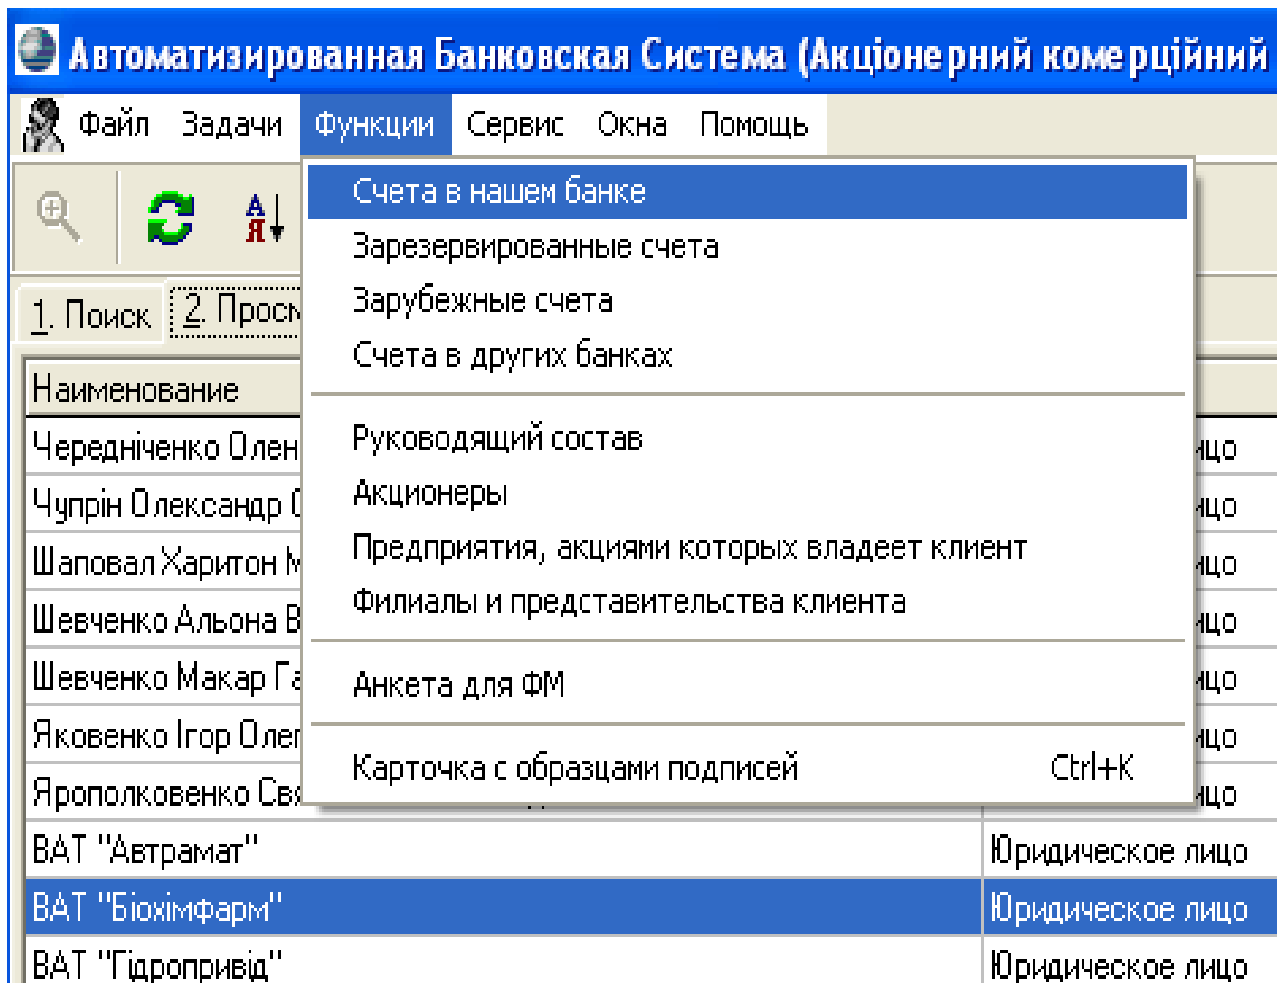 Автоматизированная Банковская Система (Акціонерний комерційний
Файл Задачи Функции Сервис Окна Помощь
Счета в нашем банке
Зарезервированные счета
Зарубежные счета
Счета в других банках
Руководящий состав
Акционеры
Предприятия, акциями которых владеет клиент
Филиалы и представительства клиента
Анкета для ФМ
Карточка с образцами подписей Ctrl+K
1. Поиск 2.
Наименование
Чередніченко
Чупрін Олександр
Шаповал Харитон
Шевченко Альона
Шевченко Макар
Яковенко Ігор
Ярополковенко
ВАТ "Автрамат" Юридическое лицо
ВАТ "Біохімфарм" Юридическое лицо
ВАТ "Гідропривід" Юридическое лицо